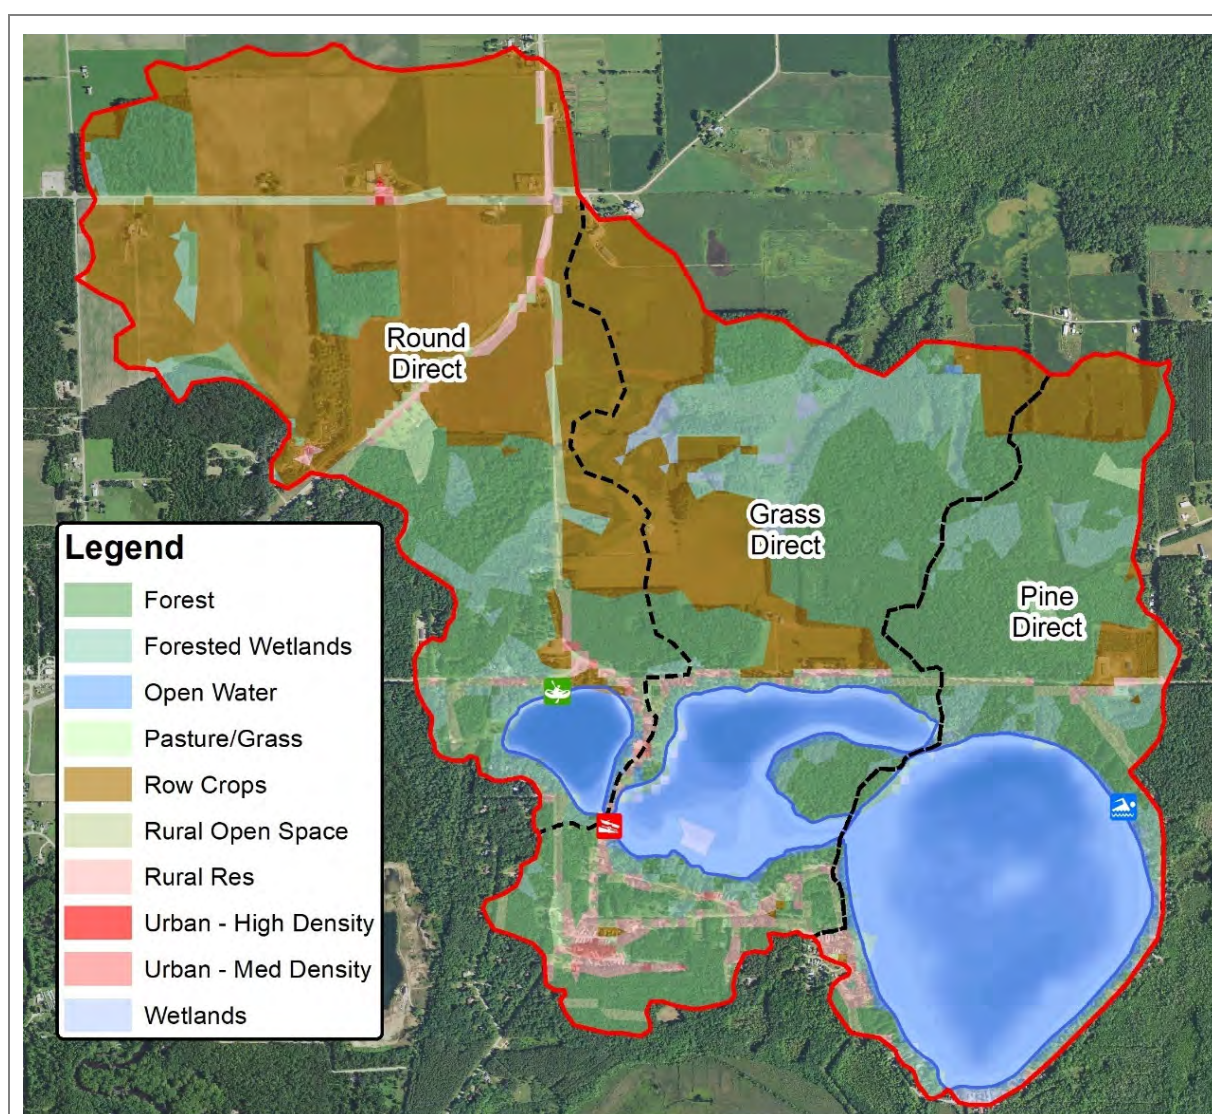 Round
Direct
Grass
Direct
Pine
Direct
Legend
Forest
Forested Wetlands
Open Water
Pasture/Grass
Row Crops
Rural Open Space
Rural Res
Urban - High Density
Urban - Med Density
Wetlands